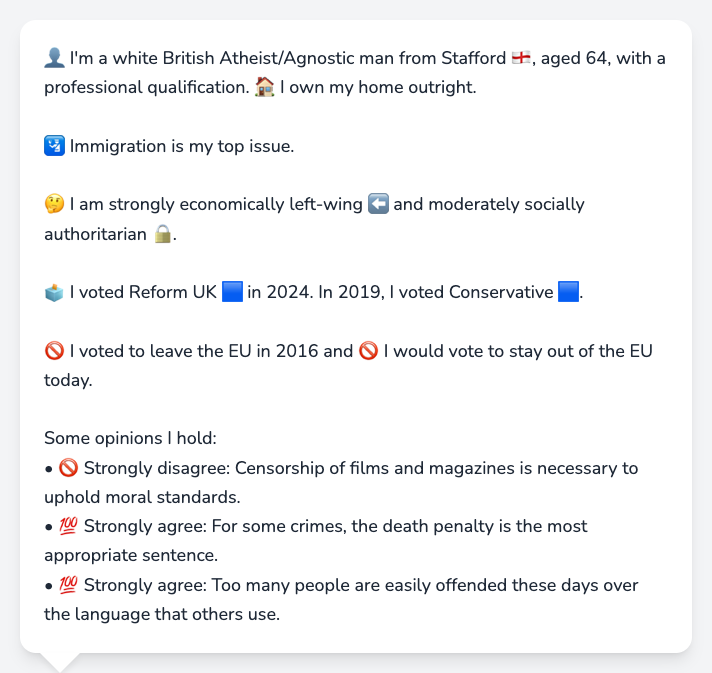 👤 I'm a white British Atheist/Agnostic man from Stafford 🏴󠁧󠁢󠁥󠁮󠁧󠁿, aged 64, with a
professional qualification. 🏠 I own my home outright.
🛂 Immigration is my top issue.
🤔 I am strongly economically left-wing ⬅️ and moderately socially
authoritarian 🔒.
🗳️ I voted Reform UK 🟦 in 2024. In 2019, I voted Conservative 🟦.
🚫 I voted to leave the EU in 2016 and 🚫 I would vote to stay out of the EU
today.
Some opinions I hold:
• 🚫 Strongly disagree: Censorship of films and magazines is necessary to
uphold moral standards.
• 💯 Strongly agree: For some crimes, the death penalty is the most
appropriate sentence.
• 💯 Strongly agree: Too many people are easily offended these days over
the language that others use.